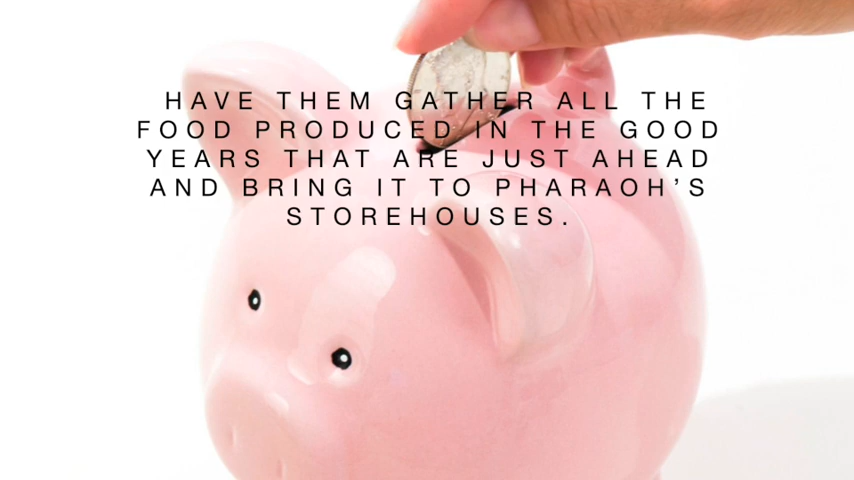 HAVE THEM GATHER ALL THE
FOOD PRODUCED IN THE GOOD
YEARS THAT ARE JUST AHEAD
AND BRING IT TO PHARAOH’S
STOREHOUSES.